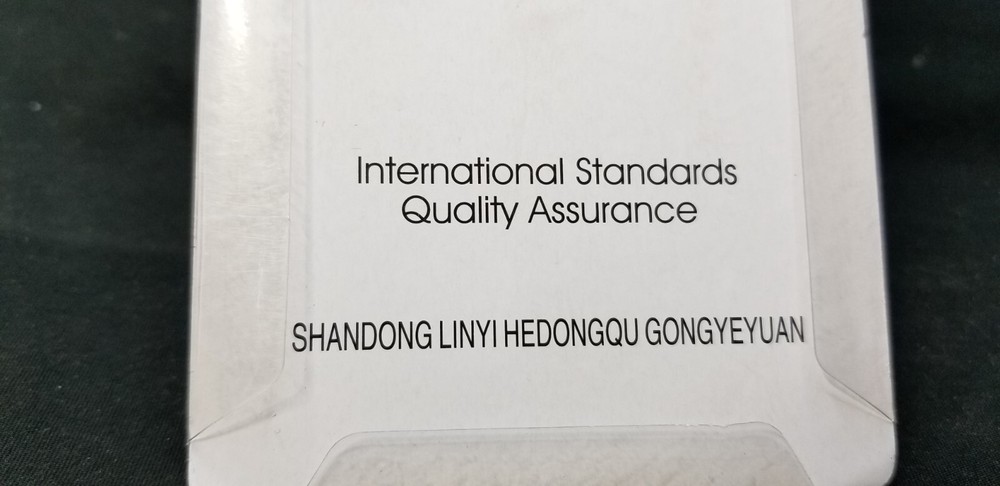 International Standards
Quality Assurance
SHANDONG LINYI HEDONGQU GONGYEYUAN